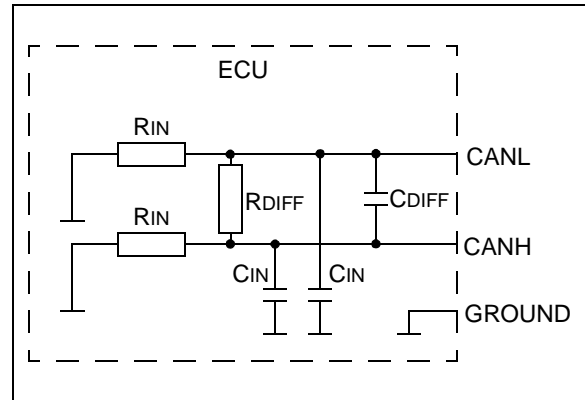 ECU
RIN
CANL
RDIFF
CDIFF
RIN
CANH
CIN
CIN
GROUND